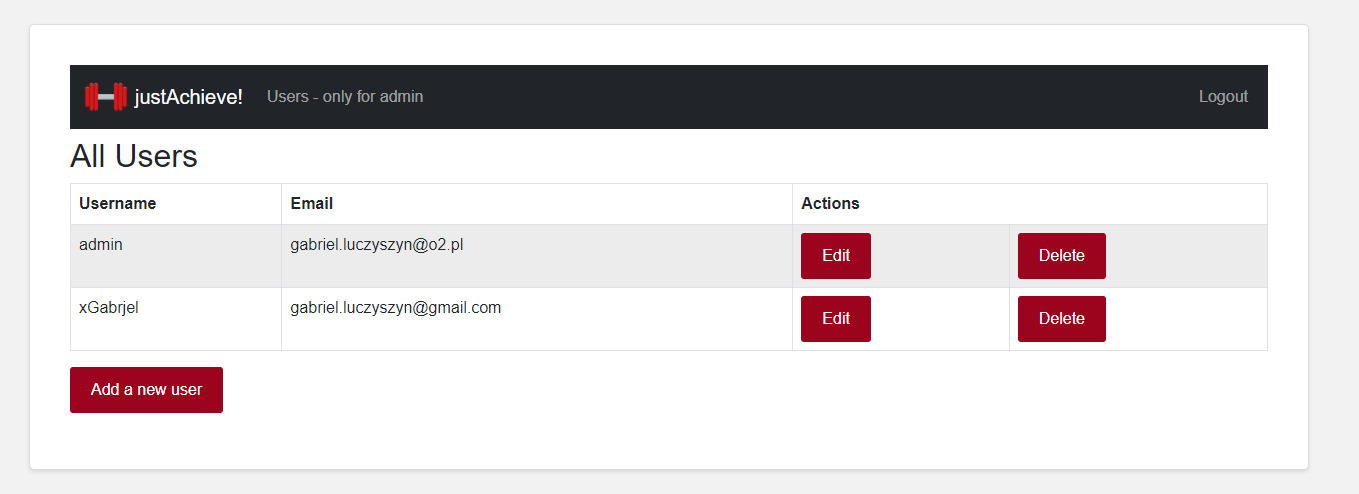 justAchieve! Users - only for admin Logout
All Users
Username Email Actions
admin gabriel.luczyszyn@o2.pl Edit Delete
xGabrjel gabriel.luczyszyn@gmail.com Edit Delete
Add a new user